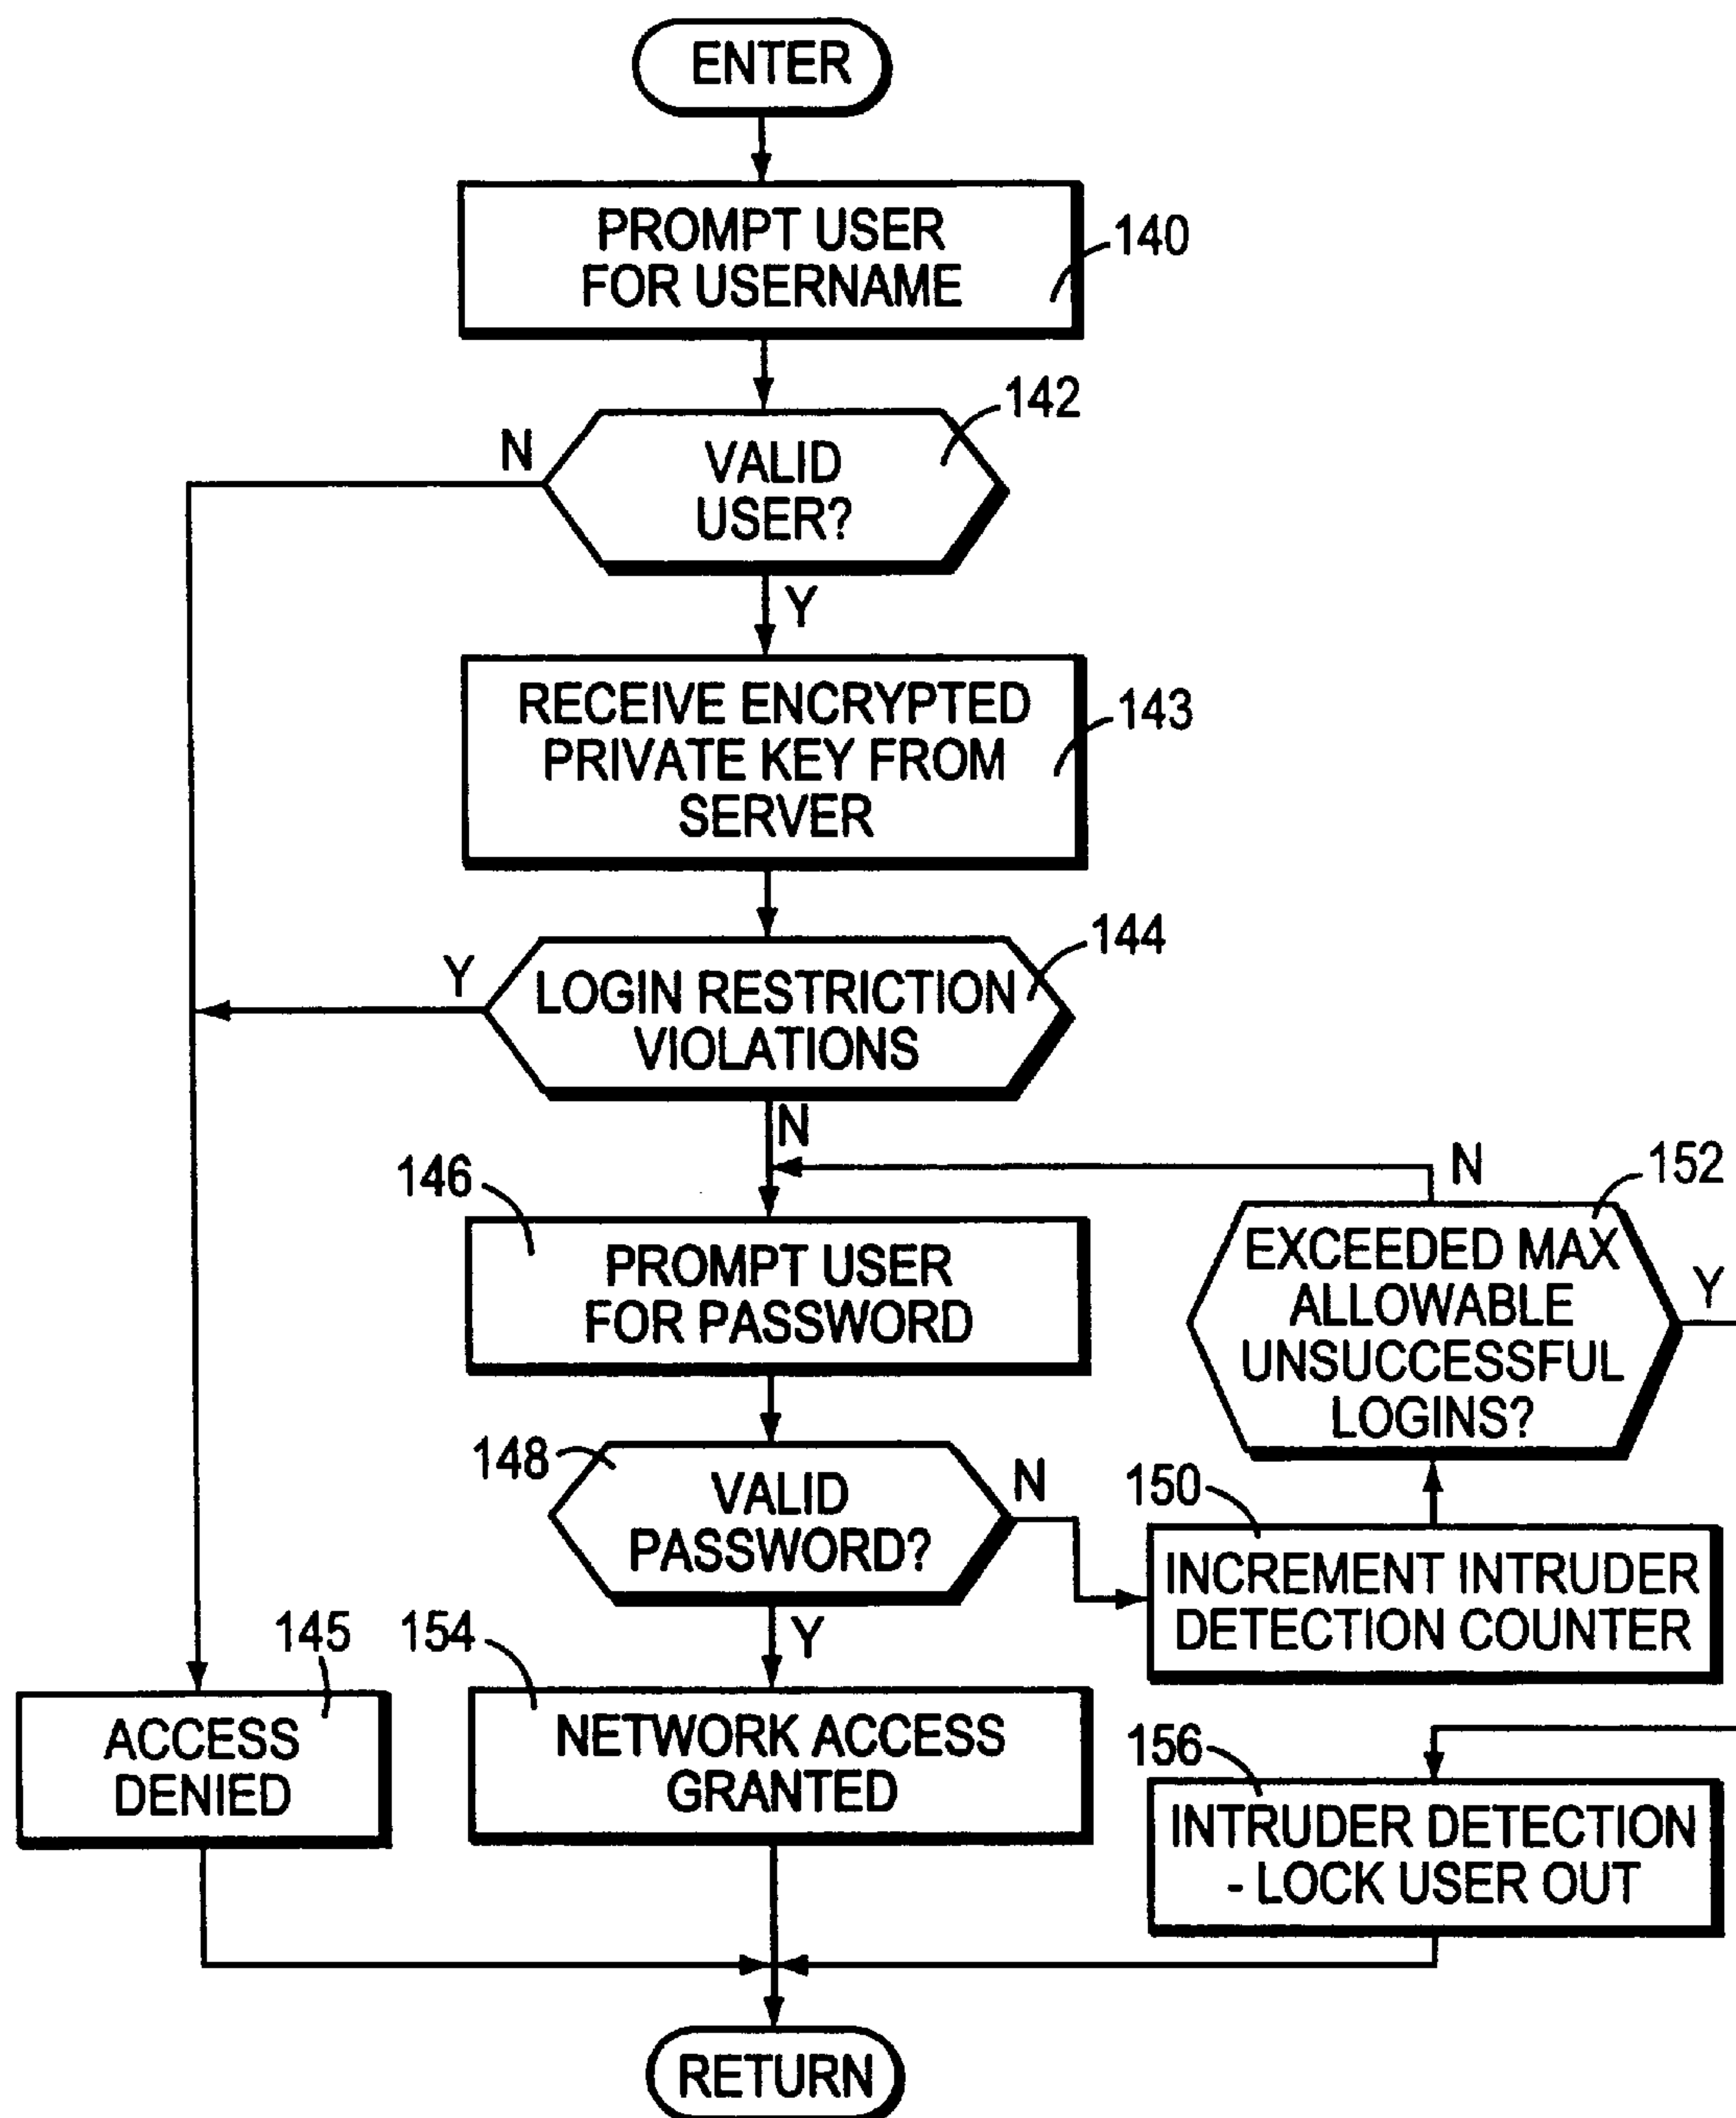 ENTER
PROMPT USER
FOR USERNAME
140
142
N
VALID
USER?
Y
RECEIVE ENCRYPTED
PRIVATE KEY FROM
SERVER
143
144
Y
LOGIN RESTRICTION
VIOLATIONS
N
146
PROMPT USER
FOR PASSWORD
N
152
EXCEEDED MAX
ALLOWABLE
UNSUCCESSFUL
LOGINS?
Y
148
VALID
PASSWORD?
N
150
INCREMENT INTRUDER
DETECTION COUNTER
Y
145
ACCESS
DENIED
154
NETWORK ACCESS
GRANTED
156
INTRUDER DETECTION
- LOCK USER OUT
RETURN